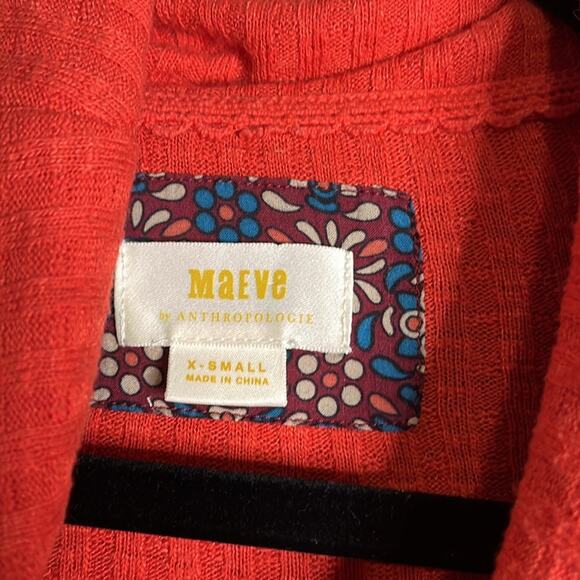 MaEVe
by ANTHROPOLOGIE
X-SMALL
MADE IN CHINA